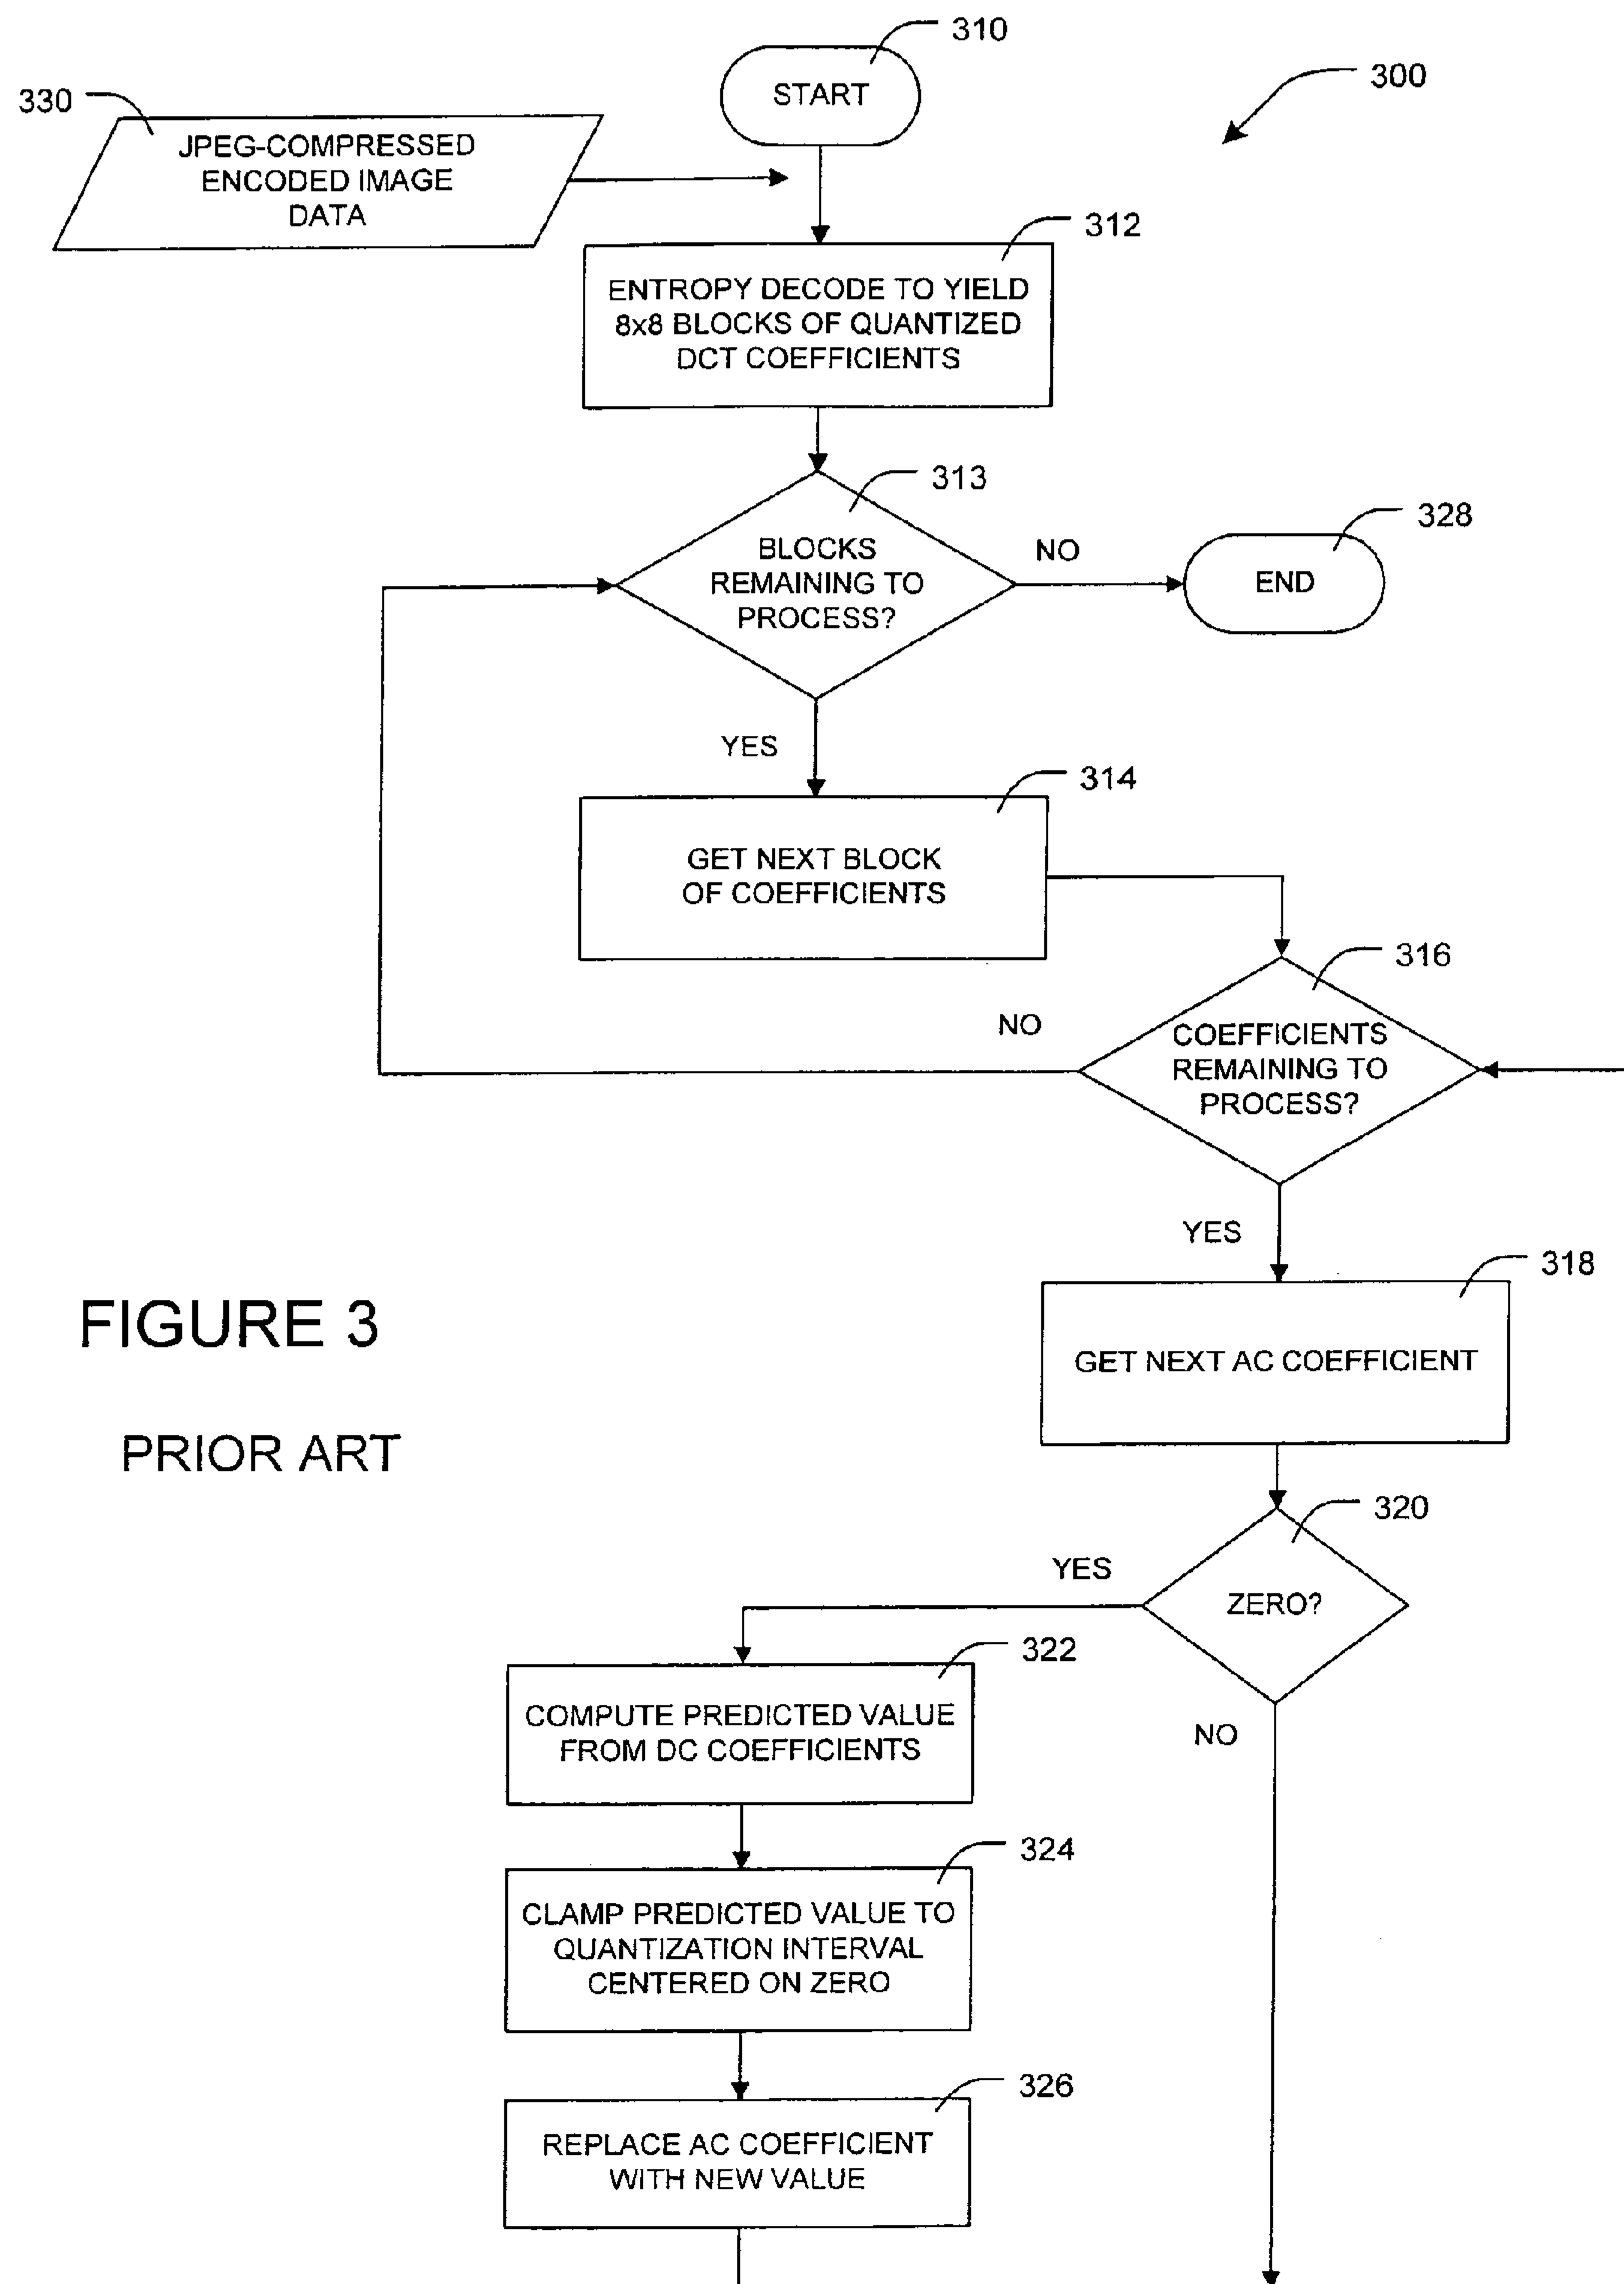 310
START
300
330
JPEG-COMPRESSED
ENCODED IMAGE
DATA
312
ENTROPY DECODE TO YIELD
8x8 BLOCKS OF QUANTIZED
DCT COEFFICIENTS
313
BLOCKS
REMAINING TO
PROCESS?
NO
328
END
YES
314
GET NEXT BLOCK
OF COEFFICIENTS
316
NO
COEFFICIENTS
REMAINING TO
PROCESS?
YES
318
GET NEXT AC COEFFICIENT
FIGURE 3
PRIOR ART
320
YES
ZERO?
NO
322
COMPUTE PREDICTED VALUE
FROM DC COEFFICIENTS
324
CLAMP PREDICTED VALUE TO
QUANTIZATION INTERVAL
CENTERED ON ZERO
326
REPLACE AC COEFFICIENT
WITH NEW VALUE